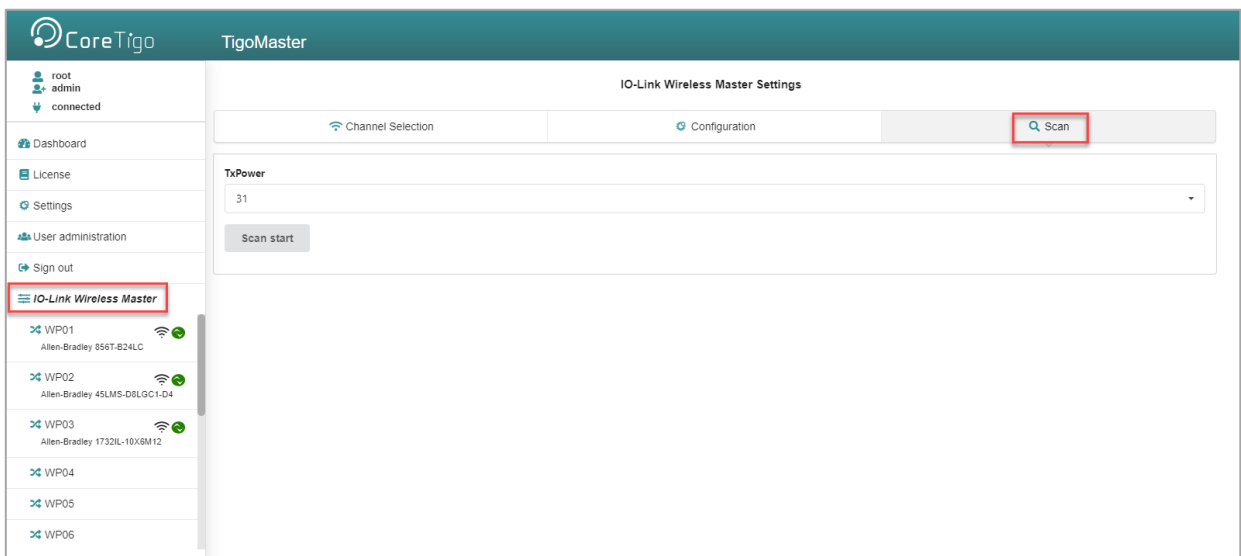 CoreTigo
TigoMaster
root
admin
connected
Dashboard
License
Settings
User administration
Sign out
IO-Link Wireless Master
WP01
Allen-Bradley 856T-B24LC
WP02
Allen-Bradley 45LMS-D8LGC1-D4
WP03
Allen-Bradley 1732IL-10X6M12
WP04
WP05
WP06
IO-Link Wireless Master Settings
Channel Selection
Configuration
Scan
TxPower
31
Scan start